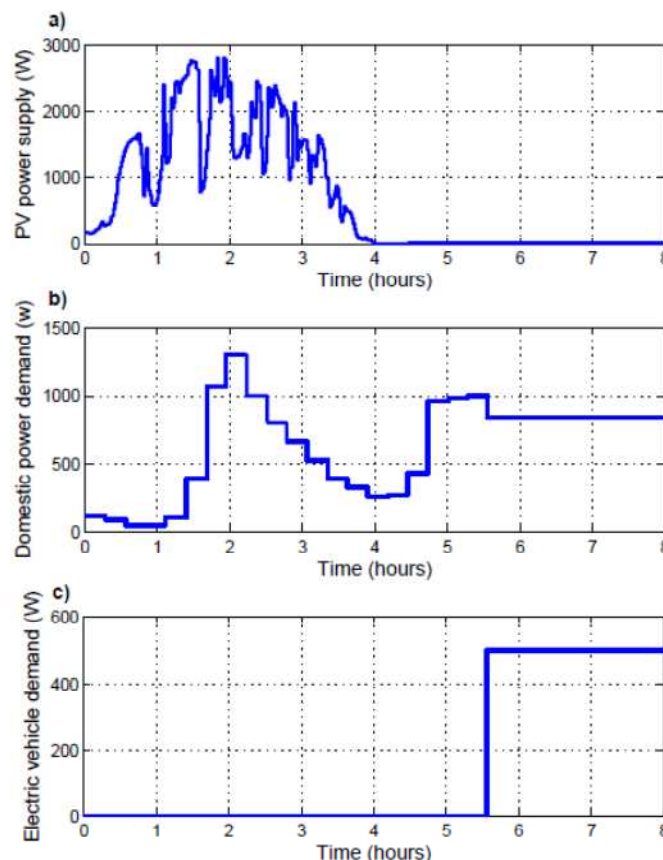 a)
PV power supply (W)
3000
2000
1000
0
0 1 2 3 4 5 6 7 8
Time (hours)
b)
Domestic power demand (w)
1500
1000
500
0
0 1 2 3 4 5 6 7 8
Time (hours)
c)
Electric vehicle demand (W)
600
400
200
0
0 1 2 3 4 5 6 7 8
Time (hours)